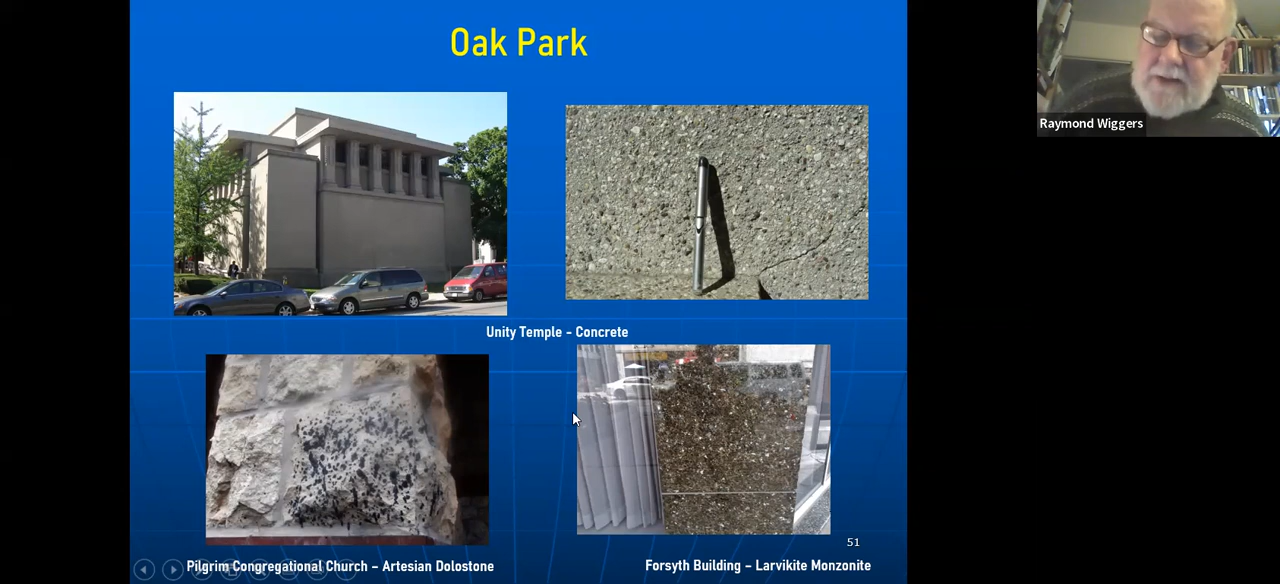 Oak Park
Raymond Wiggers
Unity Temple - Concrete
51
Pilgrim Congregational Church – Artesian Dolostone
Forsyth Building – Larvikite Monzonite